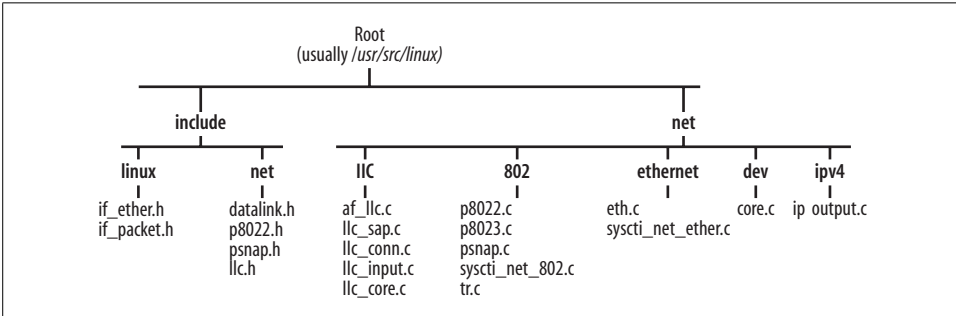 Root
(usually /usr/src/linux)
include
net
linux
net
IIC
802
ethernet
dev
ipv4
if_ether.h
if_packet.h
datalink.h
p8022.h
psnap.h
llc.h
af_llc.c
llc_sap.c
llc_conn.c
llc_input.c
llc_core.c
p8022.c
p8023.c
psnap.c
syscti_net_802.c
tr.c
eth.c
syscti_net_ether.c
core.c
ip output.c